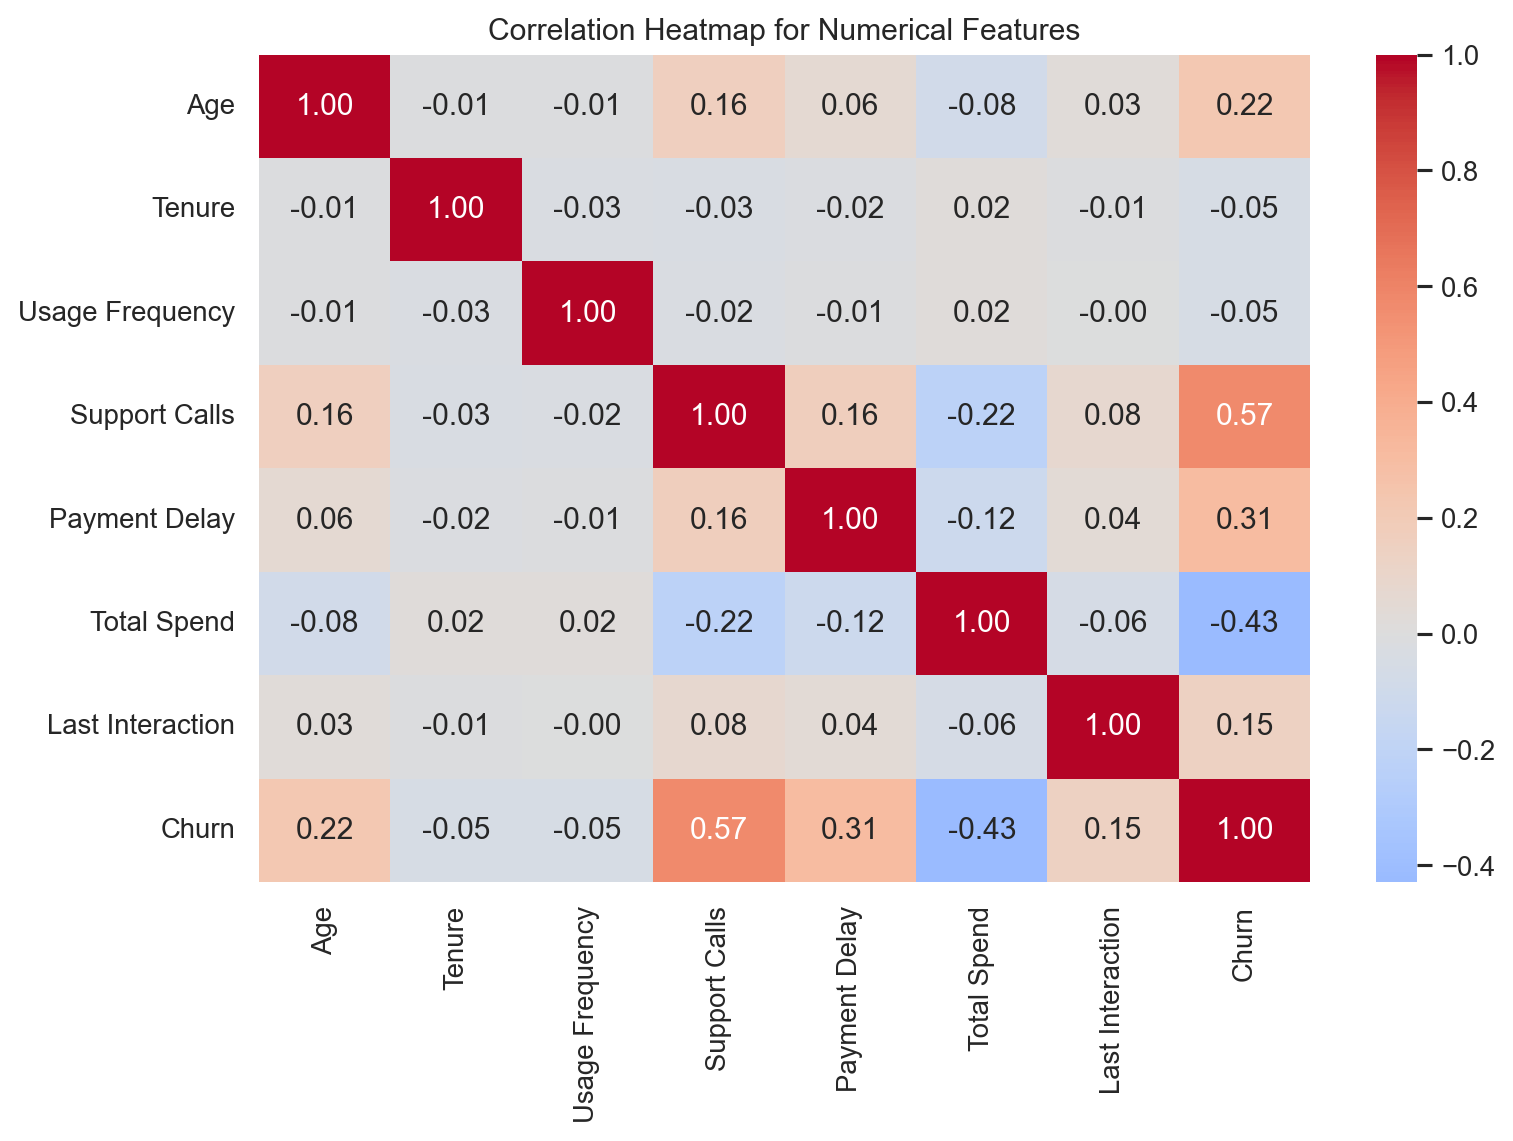 Correlation Heatmap for Numerical Features
Age 1.00 -0.01 -0.01 0.16 0.06 -0.08 0.03 0.22
Tenure -0.01 1.00 -0.03 -0.03 -0.02 0.02 -0.01 -0.05
Usage Frequency -0.01 -0.03 1.00 -0.02 -0.01 0.02 -0.00 -0.05
Support Calls 0.16 -0.03 -0.02 1.00 0.16 -0.22 0.08 0.57
Payment Delay 0.06 -0.02 -0.01 0.16 1.00 -0.12 0.04 0.31
Total Spend -0.08 0.02 0.02 -0.22 -0.12 1.00 -0.06 -0.43
Last Interaction 0.03 -0.01 -0.00 0.08 0.04 -0.06 1.00 0.15
Churn 0.22 -0.05 -0.05 0.57 0.31 -0.43 0.15 1.00
Age
Tenure
Usage Frequency
Support Calls
Payment Delay
Total Spend
Last Interaction
Churn
1.0
0.8
0.6
0.4
0.2
0.0
−0.2
−0.4